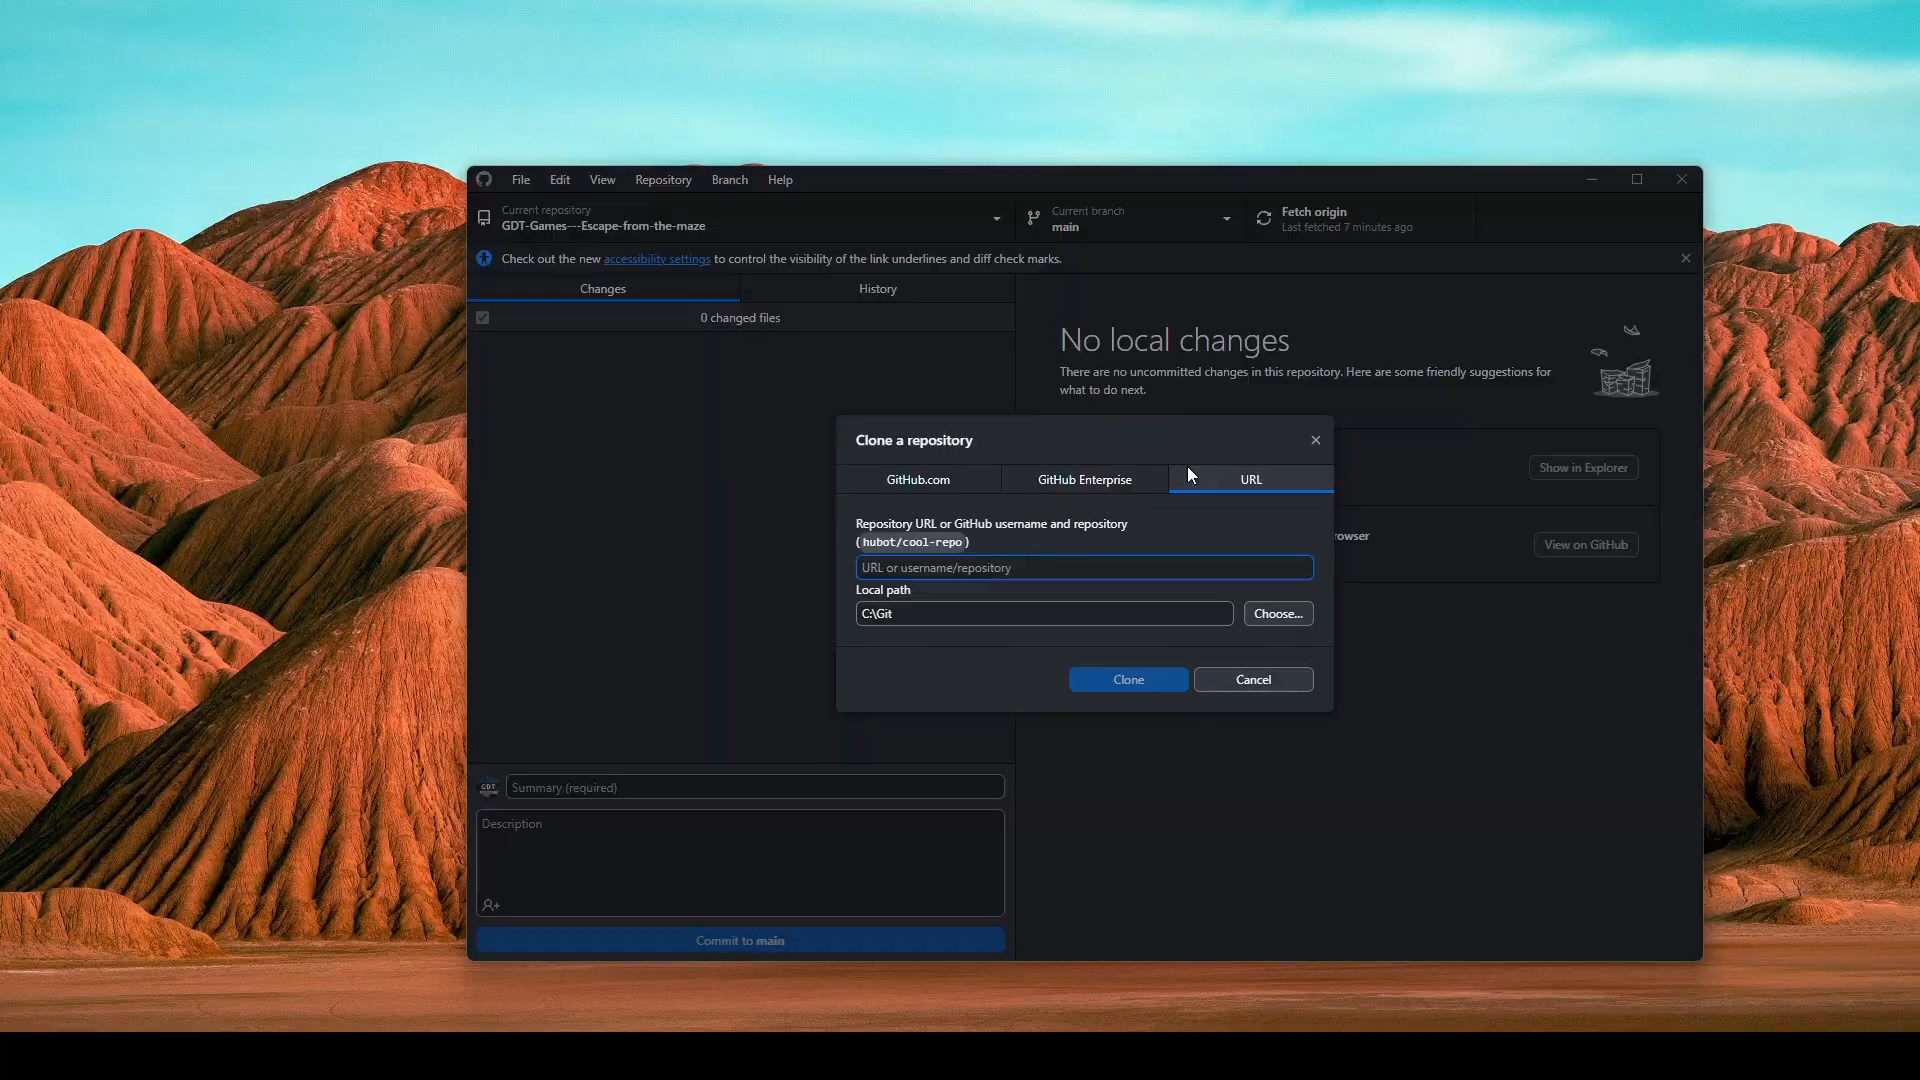 File Edit View Repository Branch Help
Current repository
GDT-Games---Escape-from-the-maze
Current branch
main
Fetch origin
Last fetched 7 minutes ago
Check out the new accessibility settings to control the visibility of the link underlines and diff check marks.
Changes
History
0 changed files
No local changes
There are no uncommitted changes in this repository. Here are some friendly suggestions for
what to do next.
Clone a repository
GitHub.com
GitHub Enterprise
URL
Show in Explorer
Repository URL or GitHub username and repository
(hubot/cool-repo)
URL or username/repository
rowser
View on GitHub
Local path
C:\Git
Choose...
Clone
Cancel
GDT
Summary (required)
Description
Commit to main